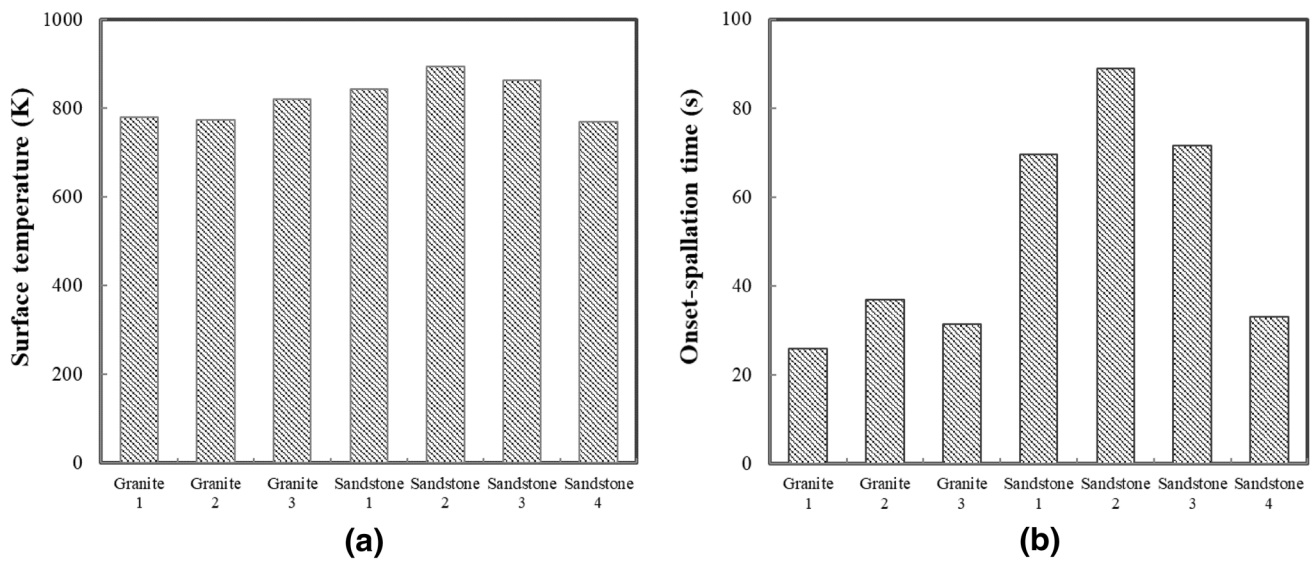 Surface temperature (K)
1000
800
600
400
200
0
Granite
1
Granite
2
Granite
3
Sandstone
1
Sandstone
2
Sandstone
3
Sandstone
4
(a)
Onset-spallation time (s)
100
80
60
40
20
0
Granite
1
Granite
2
Granite
3
Sandstone
1
Sandstone
2
Sandstone
3
Sandstone
4
(b)